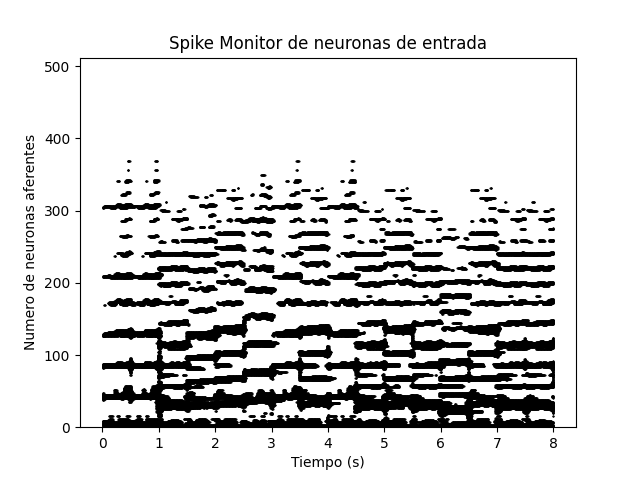 Spike Monitor de neuronas de entrada
500
400
300
200
100
0
Numero de neuronas aferentes
0 1 2 3 4 5 6 7 8
Tiempo (s)